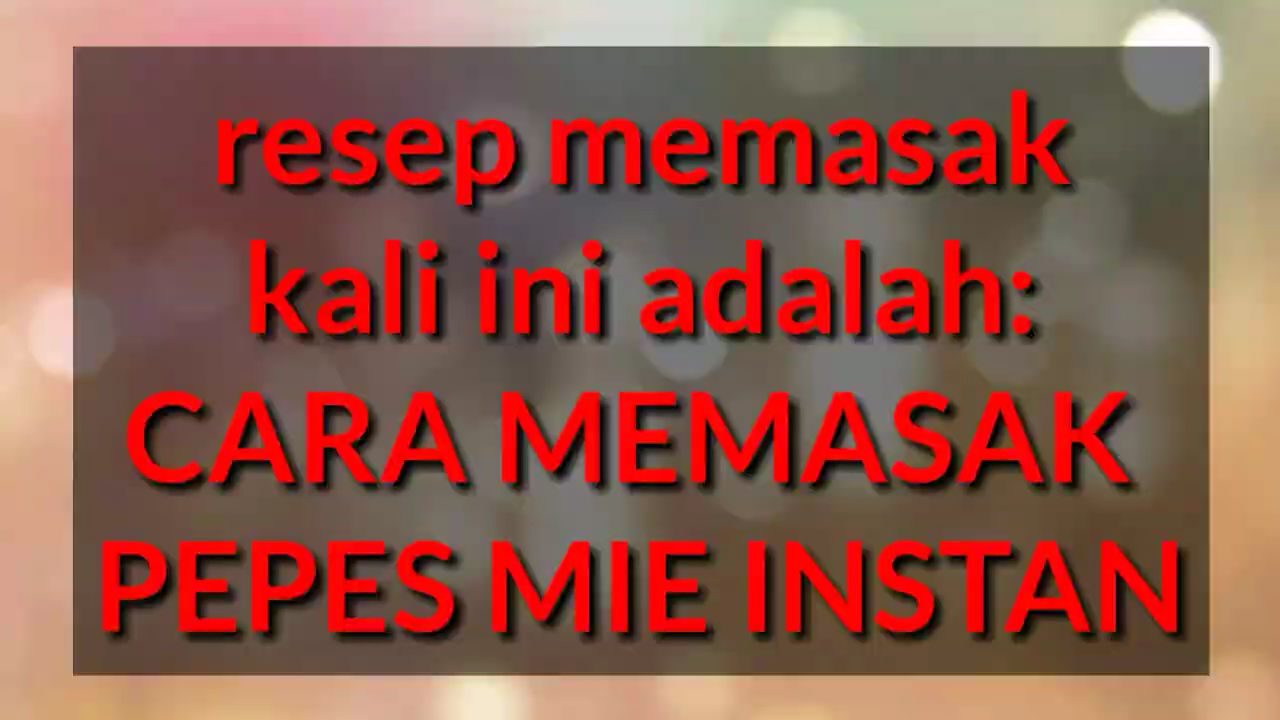 resep memasak
kali ini adalah:
CARA MEMASAK
PEPES MIE INSTAN